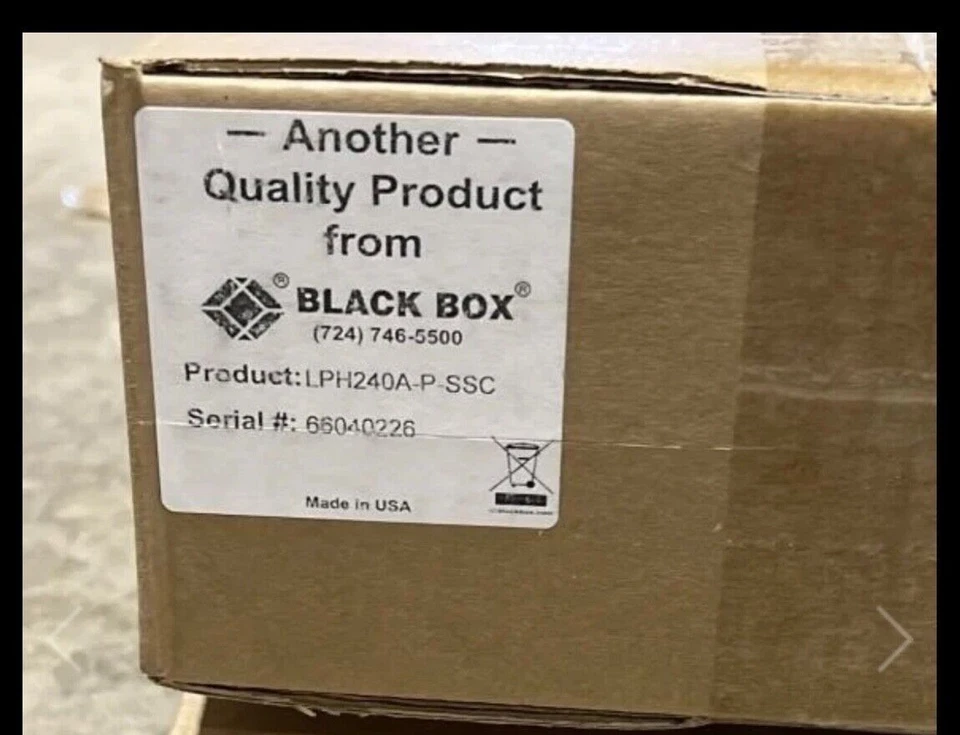 — Another —
Quality Product
from
® BLACK BOX®
(724) 746-5500
Product: LPH240A-P-SSC
Serial #: 66040226
Made in USA